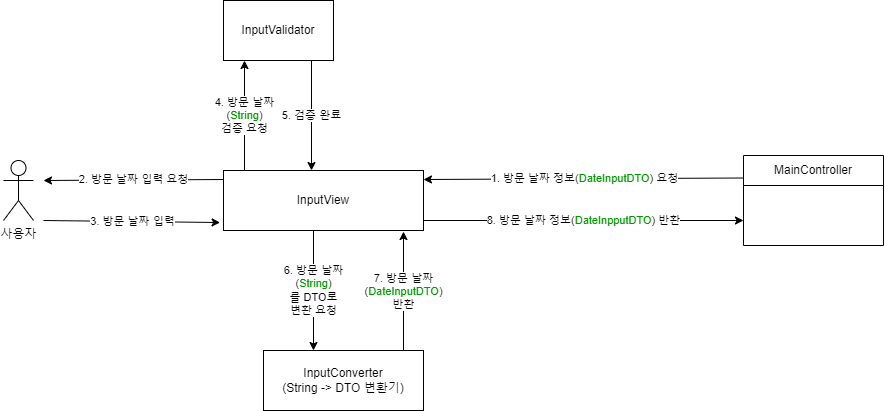 InputValidator
4. 방문 날짜
(String)
검증 요청
5. 검증 완료
2. 방문 날짜 입력 요청
3. 방문 날짜 입력
사용자
InputView
1. 방문 날짜 정보(DateInputDTO) 요청
8. 방문 날짜 정보(DateInpputDTO) 반환
MainController
6. 방문 날짜
(String)
를 DTO로
변환 요청
7. 방문 날짜
(DateInputDTO)
반환
InputConverter
(String -> DTO 변환기)